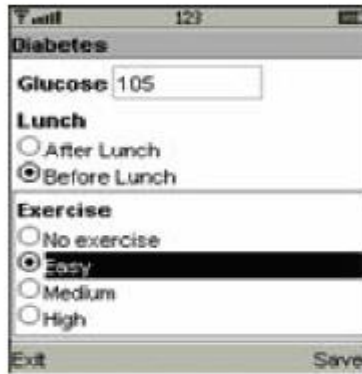 123
Diabetes
Glucose 105
Lunch
After Lunch
Before Lunch
Exercise
No exercise
Easy
Medium
High
Exit Save